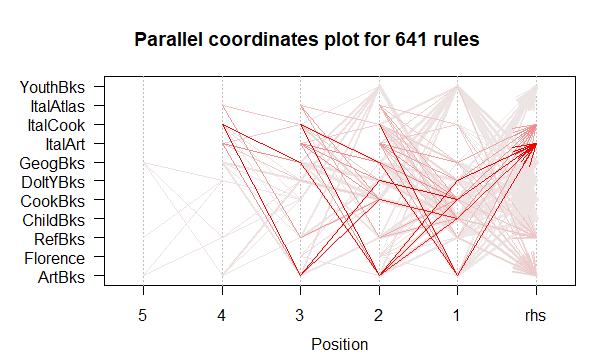 Parallel coordinates plot for 641 rules
YouthBks
ItalAtlas
ItalCook
ItalArt
GeogBks
DoItYBks
CookBks
ChildBks
RefBks
Florence
ArtBks
5 4 3 2 1 rhs
Position